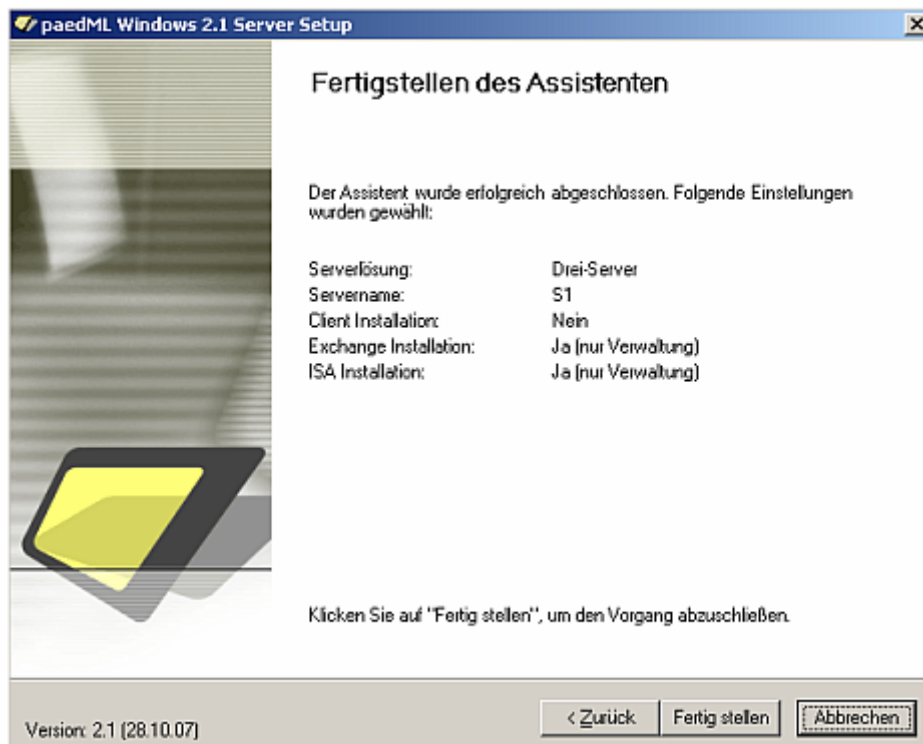 paedML Windows 2.1 Server Setup
Fertigstellen des Assistenten
Der Assistent wurde erfolgreich abgeschlossen. Folgende Einstellungen
wurden gewählt:
Serverlösung: Drei-Server
Servername: S1
Client Installation: Nein
Exchange Installation: Ja (nur Verwaltung)
ISA Installation: Ja (nur Verwaltung)
Klicken Sie auf "Fertig stellen", um den Vorgang abzuschließen.
Version: 2.1 (28.10.07)
< Zurück Fertig stellen Abbrechen